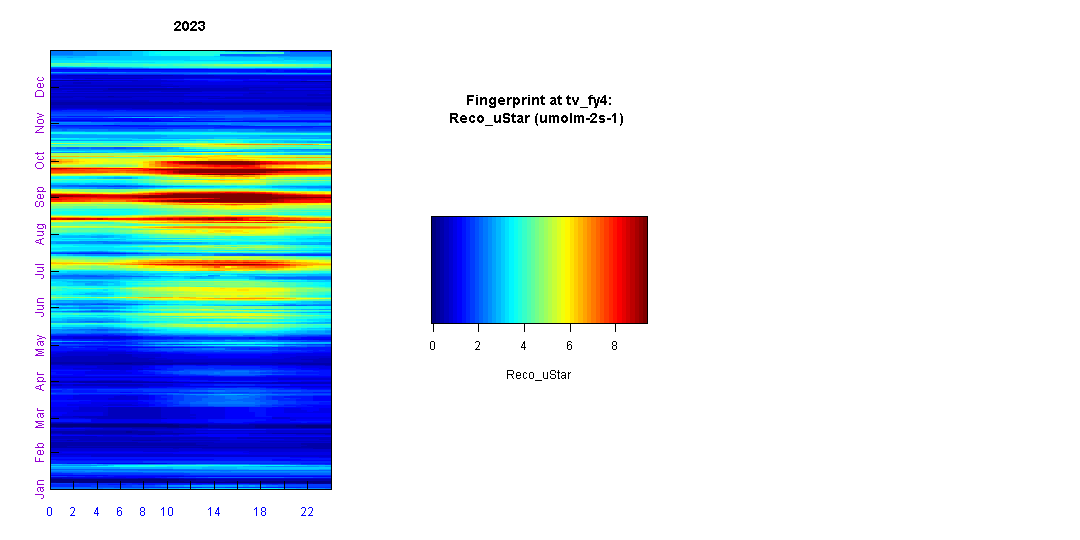 2023
Dec
Nov
Oct
Sep
Aug
Jul
Jun
May
Apr
Mar
Feb
Jan
0 2 4 6 8 10 14 18 22
Fingerprint at tv_fy4:
Reco_uStar (umolm-2s-1)
0 2 4 6 8
Reco_uStar